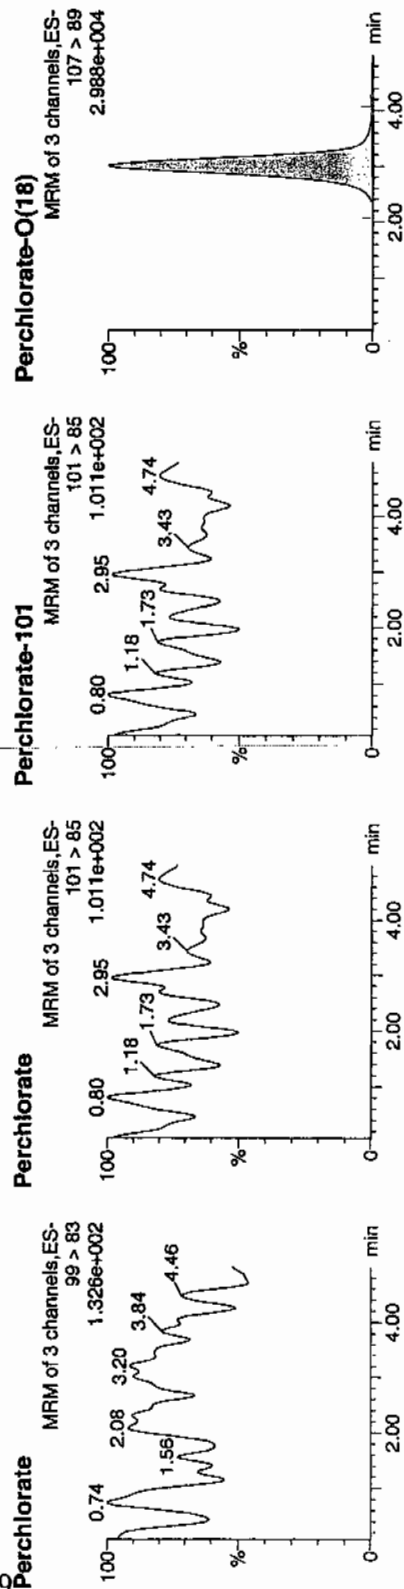 Perchlorate
MRM of 3 channels,ES-
99 > 83
1.326e+002
100
0.74
1.56
2.08
3.20
3.84
4.46
%
0
2.00
4.00
min
Perchlorate
MRM of 3 channels,ES-
101 > 85
1.011e+002
100
0.80
1.18
1.73
2.95
3.43
4.74
%
0
2.00
4.00
min
Perchlorate-101
MRM of 3 channels,ES-
101 > 85
1.011e+002
100
0.80
1.18
1.73
2.95
3.43
4.74
%
0
2.00
4.00
min
Perchlorate-O(18)
MRM of 3 channels,ES-
107 > 89
2.988e+004
100
%
0
2.00
4.00
min